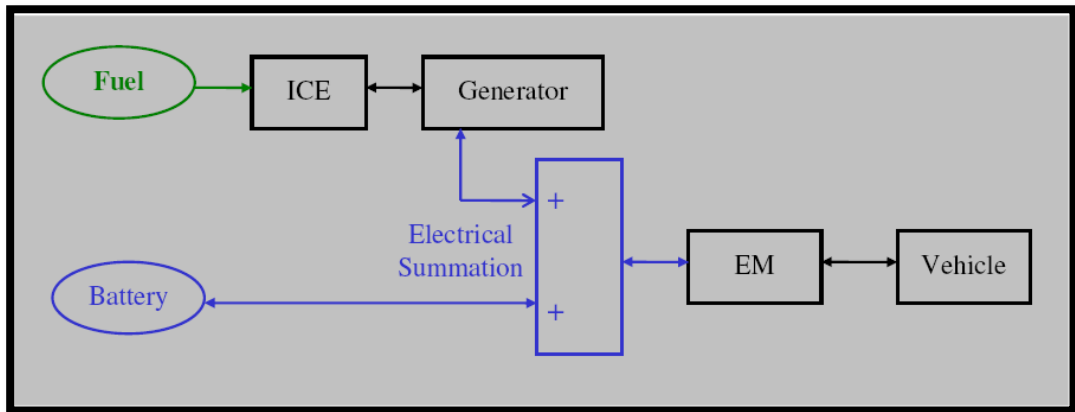 Fuel
ICE
Generator
+
Electrical
Summation
EM
Vehicle
Battery
+